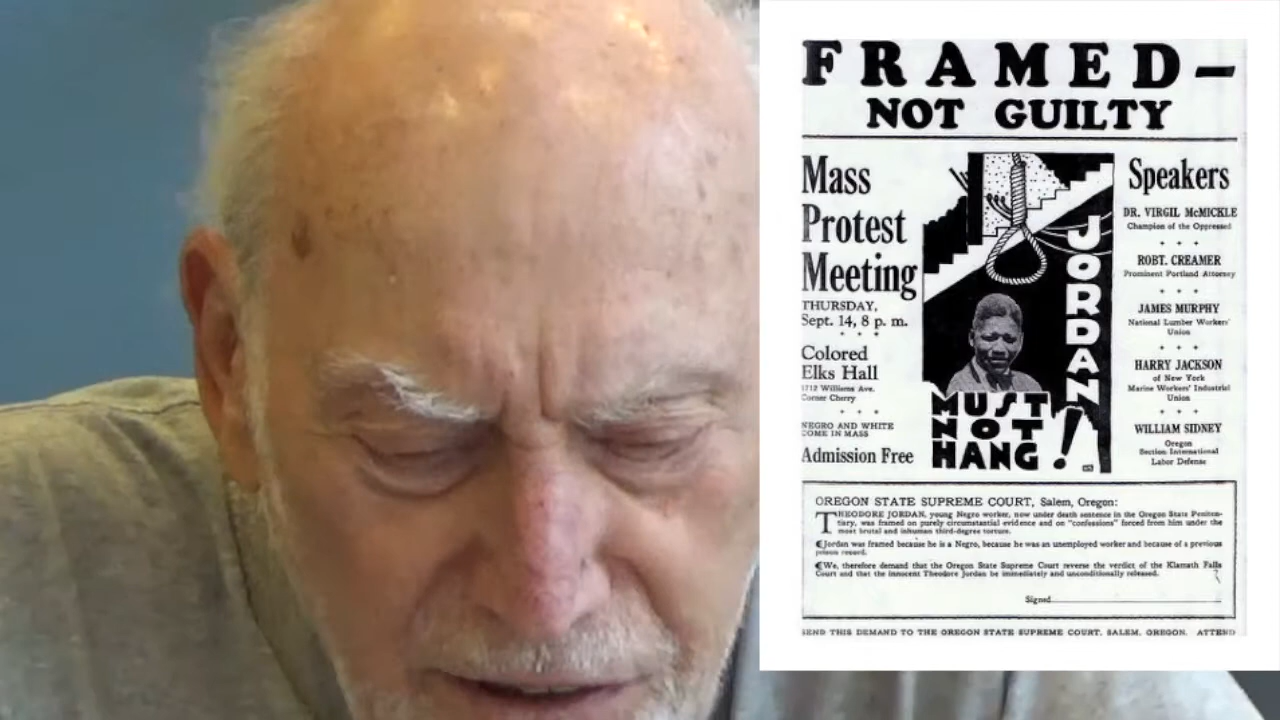 FRAMED—
NOT GUILTY
Mass
Protest
Meeting
THURSDAY,
Sept. 14, 8 p. m.
Colored
Elks Hall
1712 Williams Ave.
Corner Cherry
NEGRO AND WHITE
COME IN MASS
Admission Free
JORDAN
MUST
NOT
HANG!
Speakers
DR. VIRGIL McMICKLE
Champion of the Oppressed
ROBT. CREAMER
Prominent Portland Attorney
JAMES MURPHY
National Lumber Workers'
Union
HARRY JACKSON
of New York
Marine Workers' Industrial
Union
WILLIAM SIDNEY
Oregon
Section International
Labor Defense
OREGON STATE SUPREME COURT, Salem, Oregon:
THEODORE JORDAN, young Negro worker, now under death sentence in the Oregon State Peniten-
tiary, was framed on purely circumstantial evidence and on "confessions" forced from him under the
most brutal and inhuman third-degree torture.
¶Jordan was framed because he is a Negro, because he was an unemployed worker and because of a previous
prison record.
¶We, therefore demand that the Oregon State Supreme Court reverse the verdict of the Klamath Falls
Court and that the innocent Theodore Jordan be immediately and unconditionally released.
Signed
SEND THIS DEMAND TO THE OREGON STATE SUPREME COURT, SALEM, OREGON. ATTEND